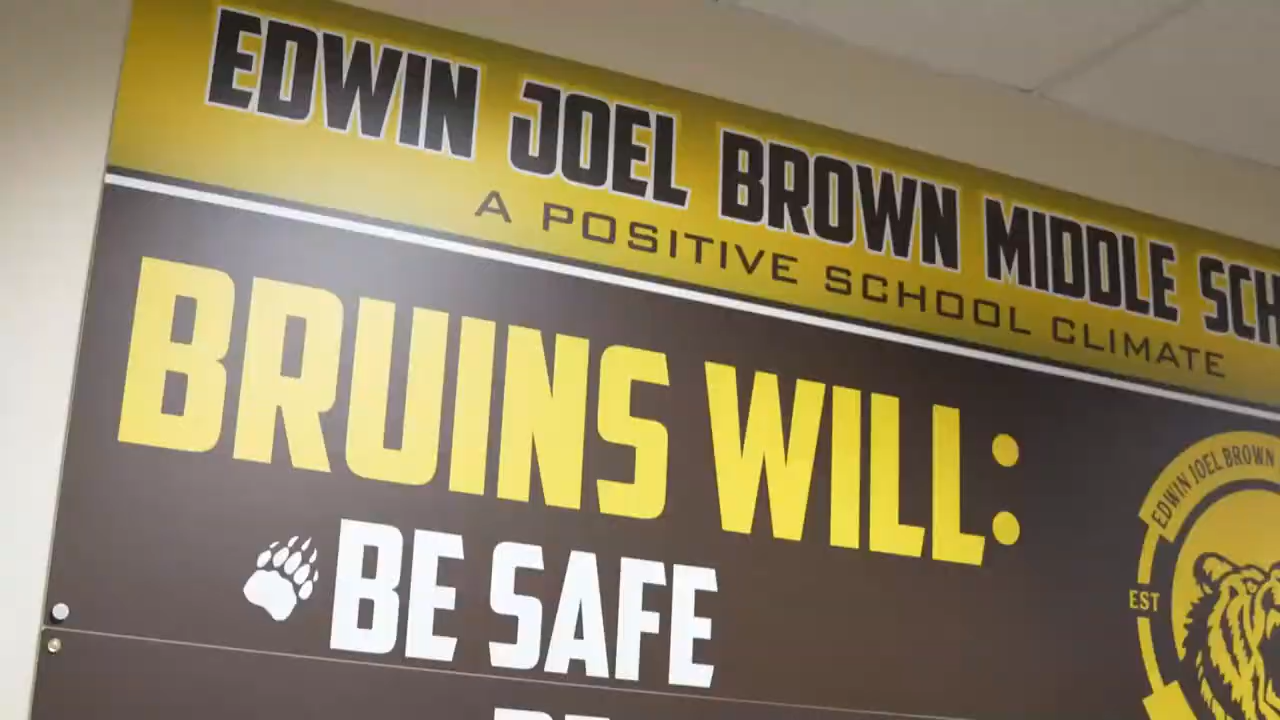 EDWIN JOEL BROWN MIDDLE SCH
A POSITIVE SCHOOL CLIMATE
BRUINS WILL:
BE SAFE
EDWIN JOEL BROWN
EST